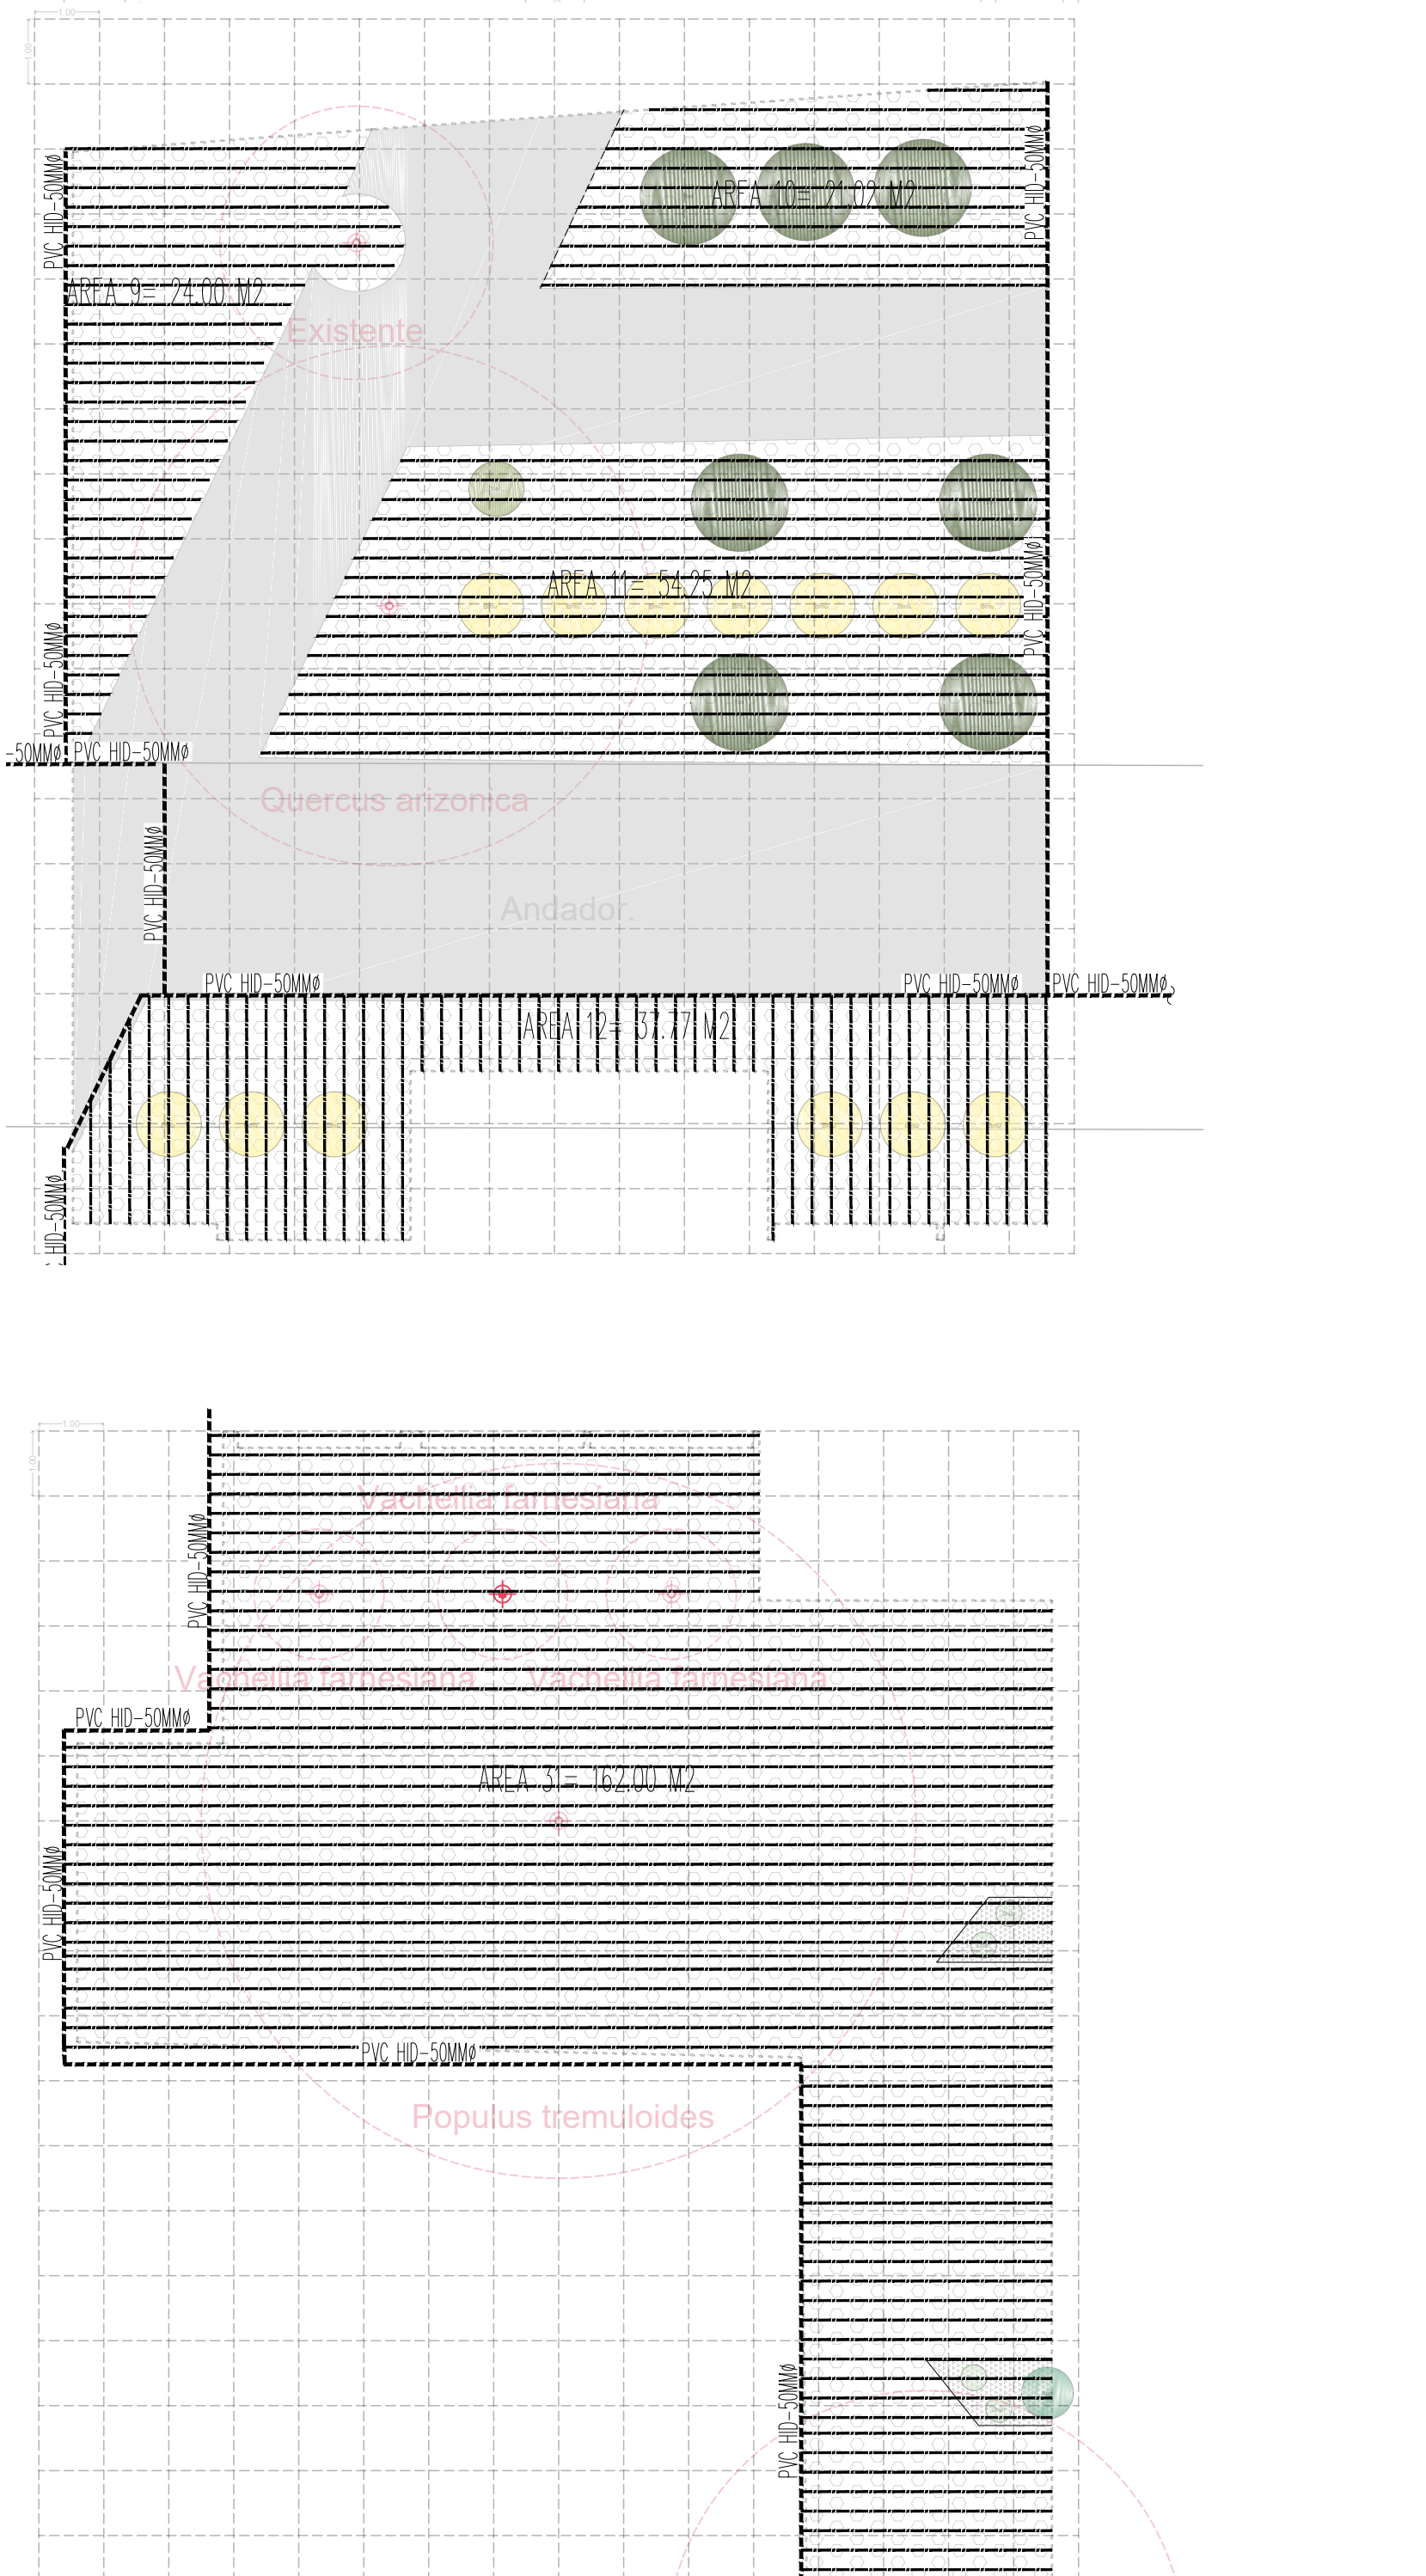 1.00
1.00
PVC HID-50MMø
PVC HID-50MMø
AREA 10= 21.02 M2
AREA 9= 24.00 M2
Existente
PVC HID-50MMø
AREA 11= 54.25 M2
PVC HID-50MMø
-50MMø
PVC HID-50MMø
Quercus arizonica
PVC HID-50MMø
Andador.
PVC HID-50MMø
PVC HID-50MMø
PVC HID-50MMø
AREA 12= 37.77 M2
HID-50MMø
1.00
1.00
Vachellia farnesiana
PVC HID-50MMø
Vachellia farnesiana
Vachellia farnesiana
PVC HID-50MMø
AREA 31= 162.00 M2
PVC HID-50MMø
PVC HID-50MMø
Populus tremuloides
PVC HID-50MMø